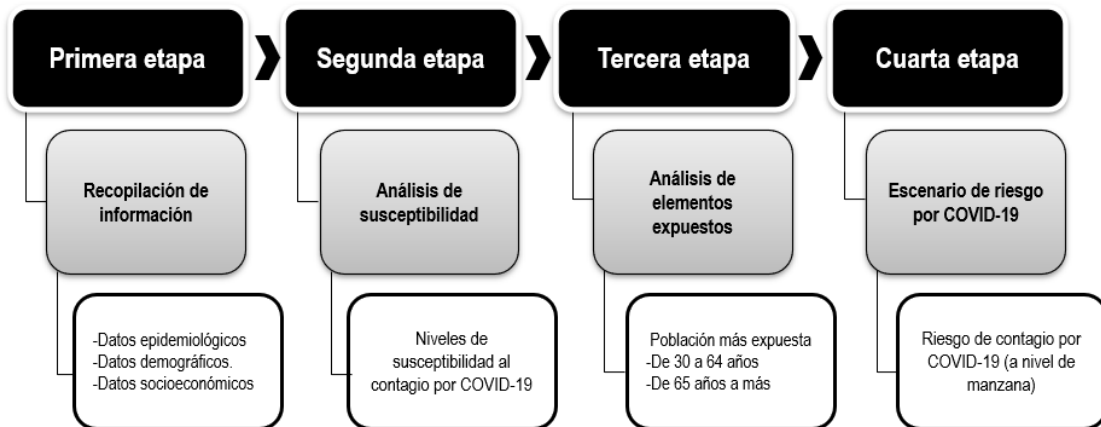 Primera etapa
Segunda etapa
Tercera etapa
Cuarta etapa
Recopilación de
información
Análisis de
susceptibilidad
Análisis de
elementos
expuestos
Escenario de riesgo
por COVID-19
-Datos epidemiológicos
-Datos demográficos.
-Datos socioeconómicos
Niveles de
susceptibilidad al
contagio por COVID-19
Población más expuesta
-De 30 a 64 años
-De 65 años a más
Riesgo de contagio por
COVID-19 (a nivel de
manzana)